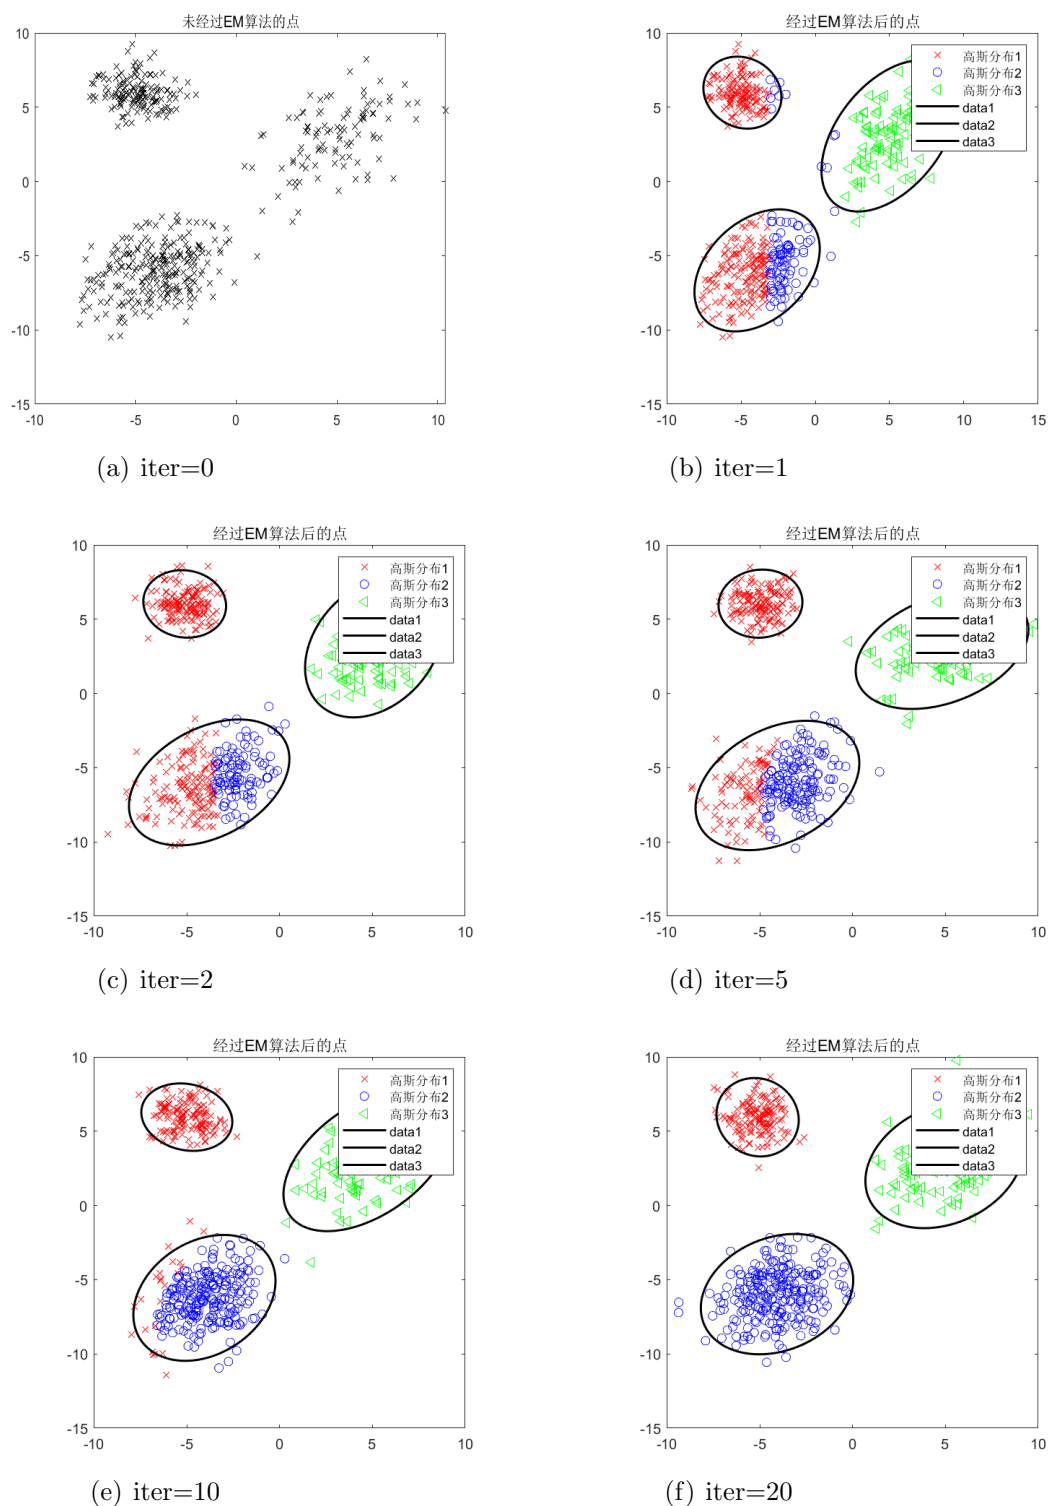 未经过EM算法的点
10
5
0
-5
-10
-15
-10 -5 0 5 10
(a) iter=0
经过EM算法后的点
高斯分布1
高斯分布2
高斯分布3
data1
data2
data3
10
5
0
-5
-10
-15
-10 -5 0 5 10 15
(b) iter=1
经过EM算法后的点
高斯分布1
高斯分布2
高斯分布3
data1
data2
data3
10
5
0
-5
-10
-15
-10 -5 0 5 10
(c) iter=2
经过EM算法后的点
高斯分布1
高斯分布2
高斯分布3
data1
data2
data3
10
5
0
-5
-10
-15
-10 -5 0 5 10
(d) iter=5
经过EM算法后的点
高斯分布1
高斯分布2
高斯分布3
data1
data2
data3
10
5
0
-5
-10
-15
-10 -5 0 5 10
(e) iter=10
经过EM算法后的点
高斯分布1
高斯分布2
高斯分布3
data1
data2
data3
10
5
0
-5
-10
-15
-10 -5 0 5 10
(f) iter=20